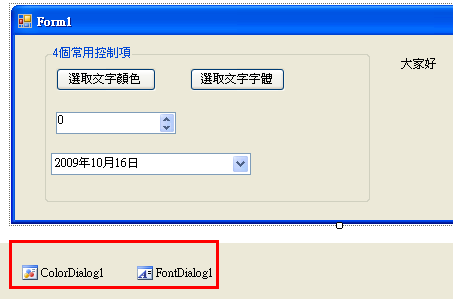 Form1
4個常用控制項
大家好
選取文字顏色
選取文字字體
0
2009年10月16日
ColorDialog1
FontDialog1